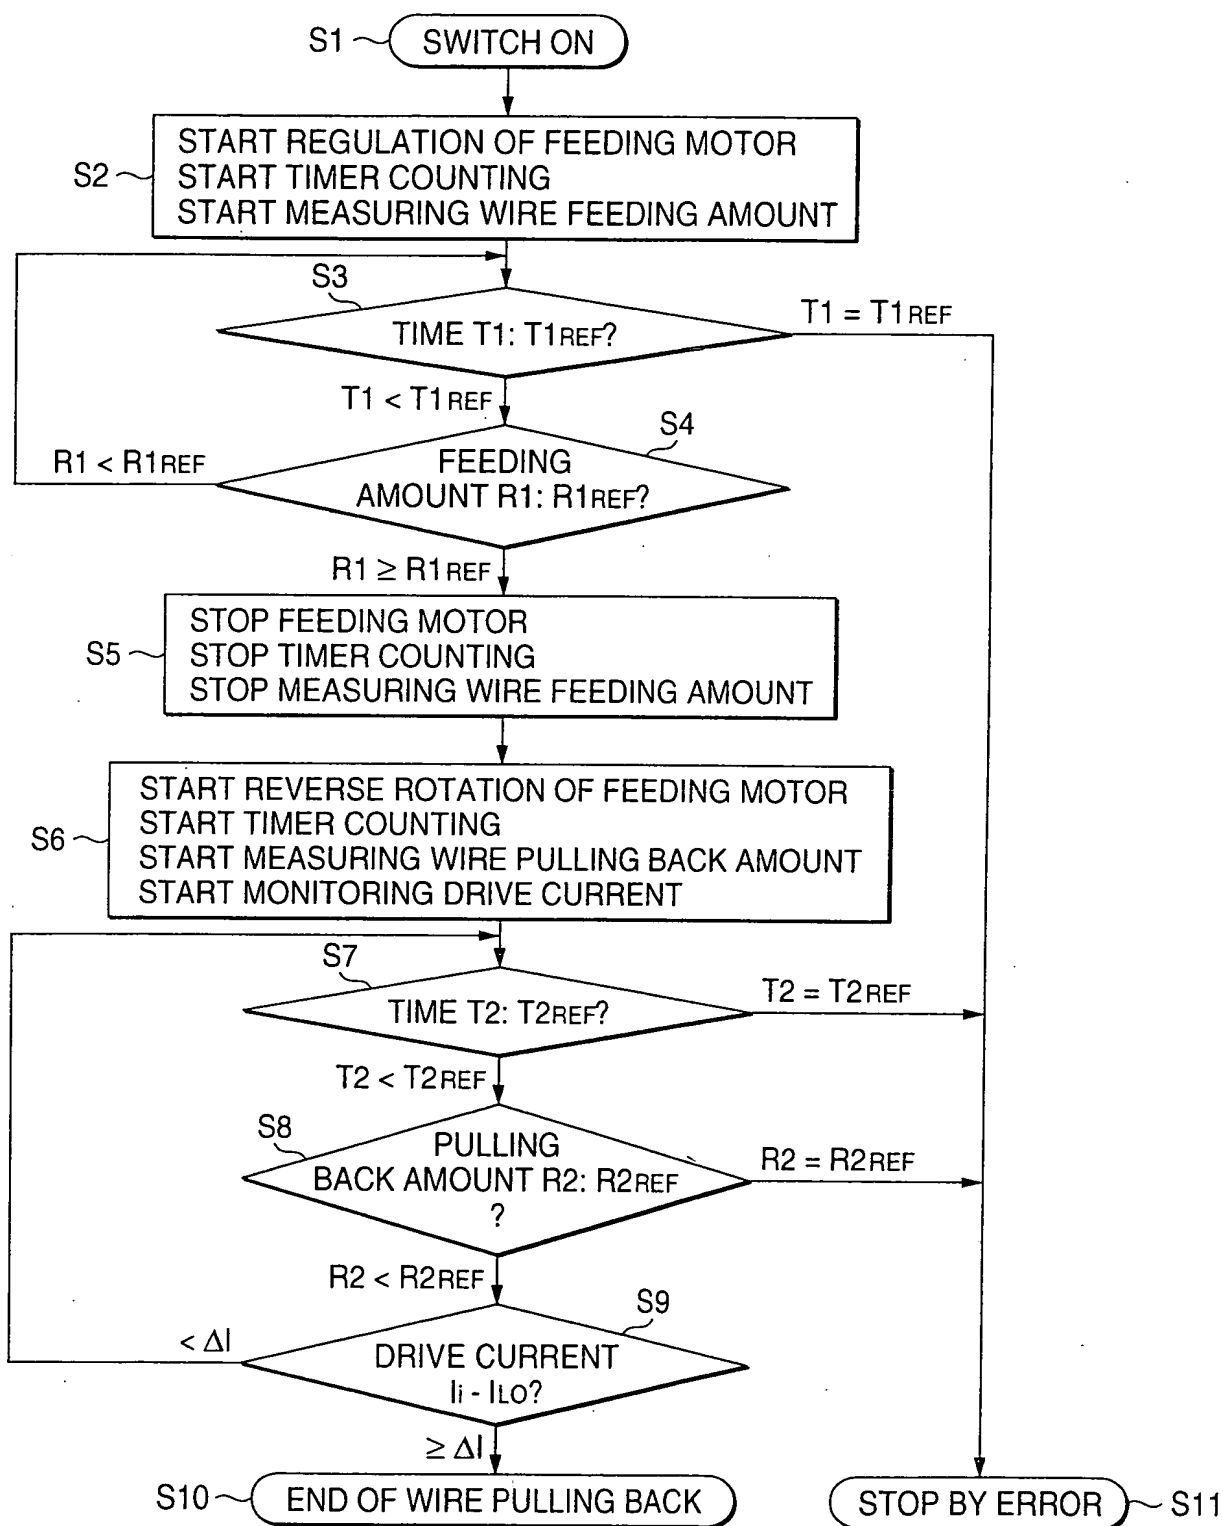 S1
SWITCH ON
S2
START REGULATION OF FEEDING MOTOR
START TIMER COUNTING
START MEASURING WIRE FEEDING AMOUNT
S3
TIME T1: T1REF?
T1 = T1REF
T1 < T1REF
S4
FEEDING
AMOUNT R1: R1REF?
R1 < R1REF
R1 ≥ R1REF
S5
STOP FEEDING MOTOR
STOP TIMER COUNTING
STOP MEASURING WIRE FEEDING AMOUNT
S6
START REVERSE ROTATION OF FEEDING MOTOR
START TIMER COUNTING
START MEASURING WIRE PULLING BACK AMOUNT
START MONITORING DRIVE CURRENT
S7
TIME T2: T2REF?
T2 = T2REF
T2 < T2REF
S8
PULLING
BACK AMOUNT R2: R2REF
?
R2 = R2REF
R2 < R2REF
S9
DRIVE CURRENT
Ii - ILO?
< ΔI
≥ ΔI
S10
END OF WIRE PULLING BACK
STOP BY ERROR
S11